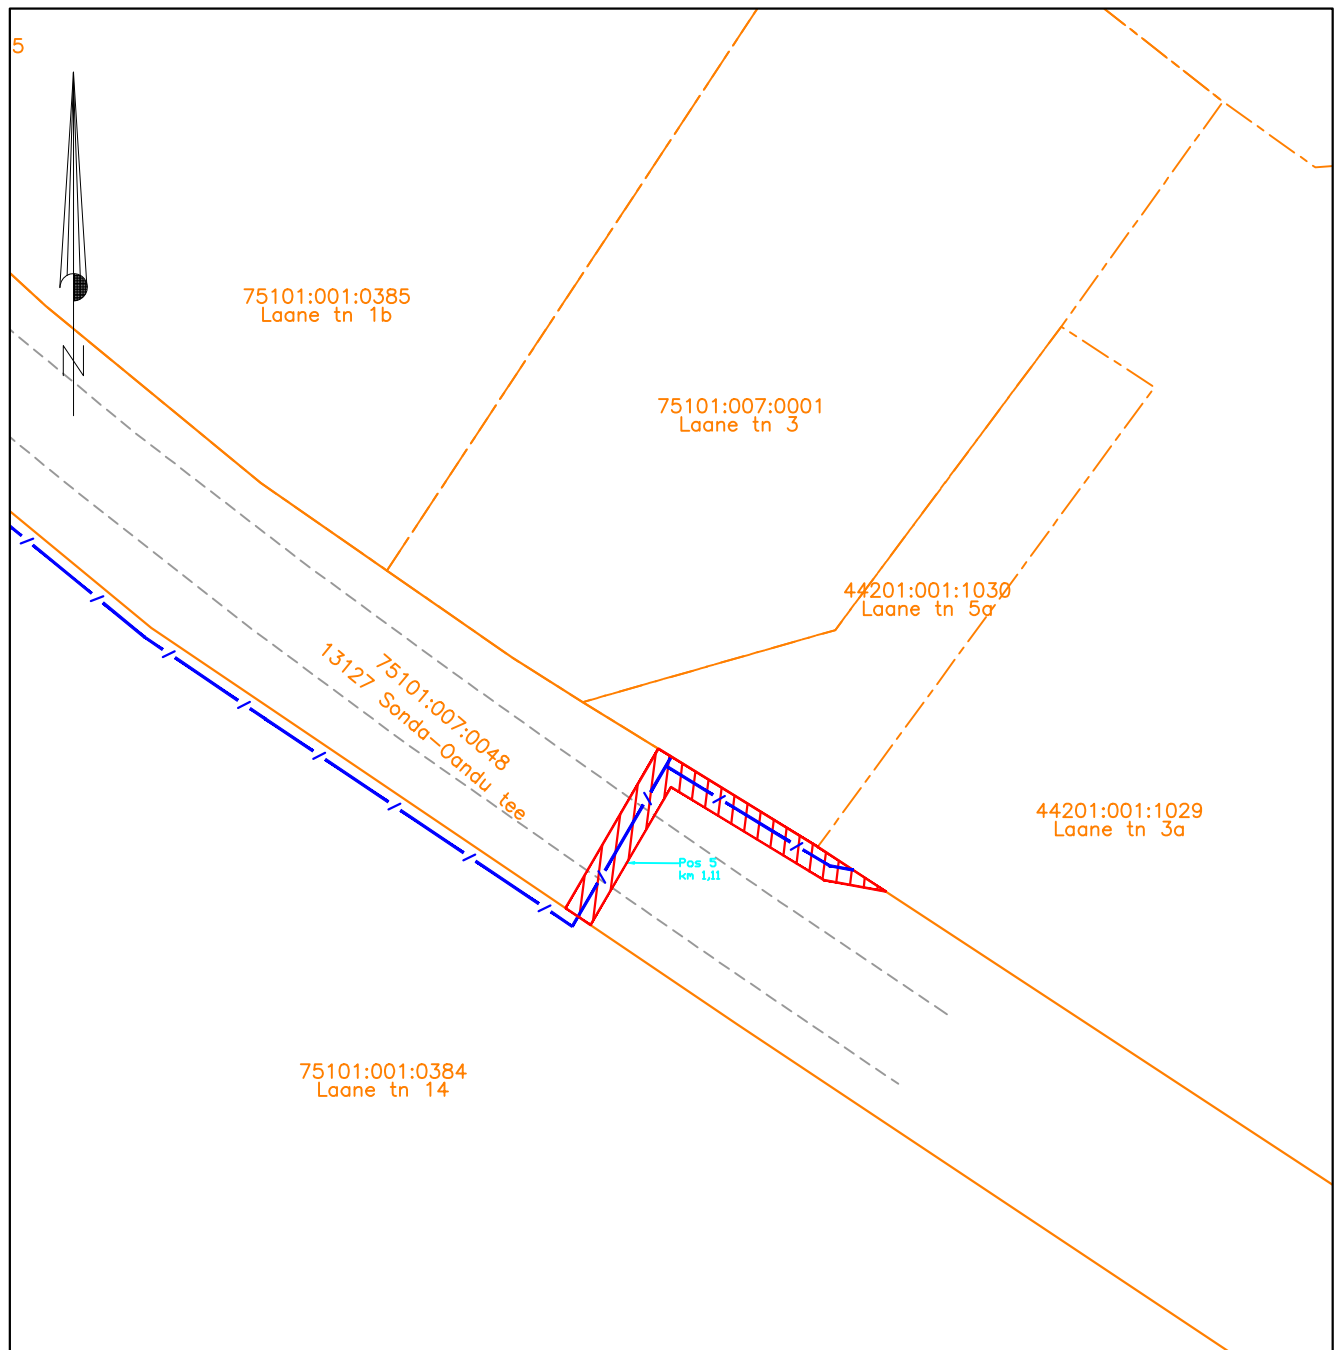 5
75101:001:0385
Laane tn 1b
N
75101:007:0001
Laane tn 3
44201:001:1030
Laane tn 5a
75101:007:0048
13127 Sonda-Oandu tee
44201:001:1029
Laane tn 3a
Pos 5
km 1,11
75101:001:0384
Laane tn 14